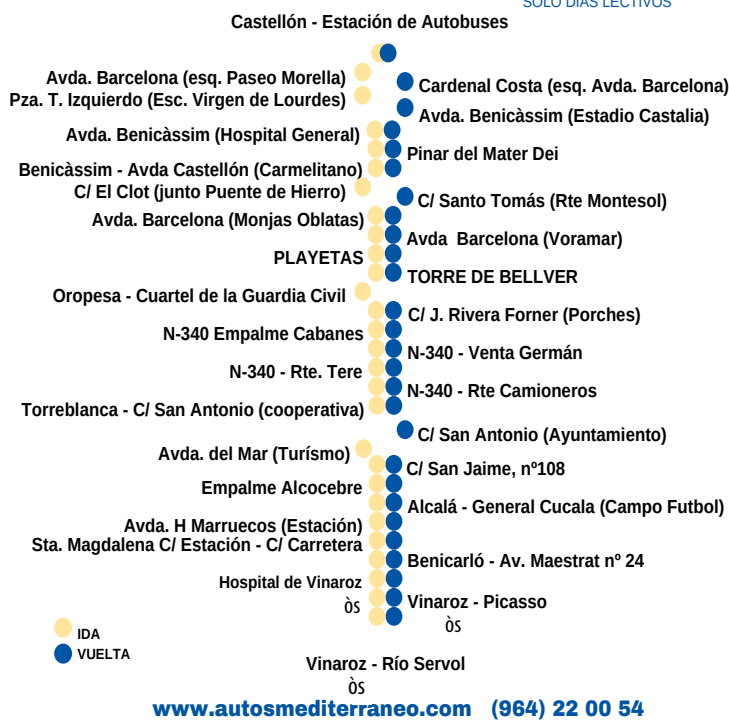 SOLO DÍAS LECTIVOS
Castellón - Estación de Autobuses
Avda. Barcelona (esq. Paseo Morella)
Cardenal Costa (esq. Avda. Barcelona)
Pza. T. Izquierdo (Esc. Virgen de Lourdes)
Avda. Benicàssim (Estadio Castalia)
Avda. Benicàssim (Hospital General)
Pinar del Mater Dei
Benicàssim - Avda Castellón (Carmelitano)
C/ El Clot (junto Puente de Hierro)
C/ Santo Tomás (Rte Montesol)
Avda. Barcelona (Monjas Oblatas)
Avda Barcelona (Voramar)
PLAYETAS
TORRE DE BELLVER
Oropesa - Cuartel de la Guardia Civil
C/ J. Rivera Forner (Porches)
N-340 Empalme Cabanes
N-340 - Venta Germán
N-340 - Rte. Tere
N-340 - Rte Camioneros
Torreblanca - C/ San Antonio (cooperativa)
C/ San Antonio (Ayuntamiento)
Avda. del Mar (Turísmo)
C/ San Jaime, nº108
Empalme Alcocebre
Alcalá - General Cucala (Campo Futbol)
Avda. H Marruecos (Estación)
Sta. Magdalena C/ Estación - C/ Carretera
Benicarló - Av. Maestrat nº 24
Hospital de Vinaroz
òs
Vinaroz - Picasso
òs
IDA
VUELTA
Vinaroz - Río Servol
òs
www.autosmediterraneo.com (964) 22 00 54